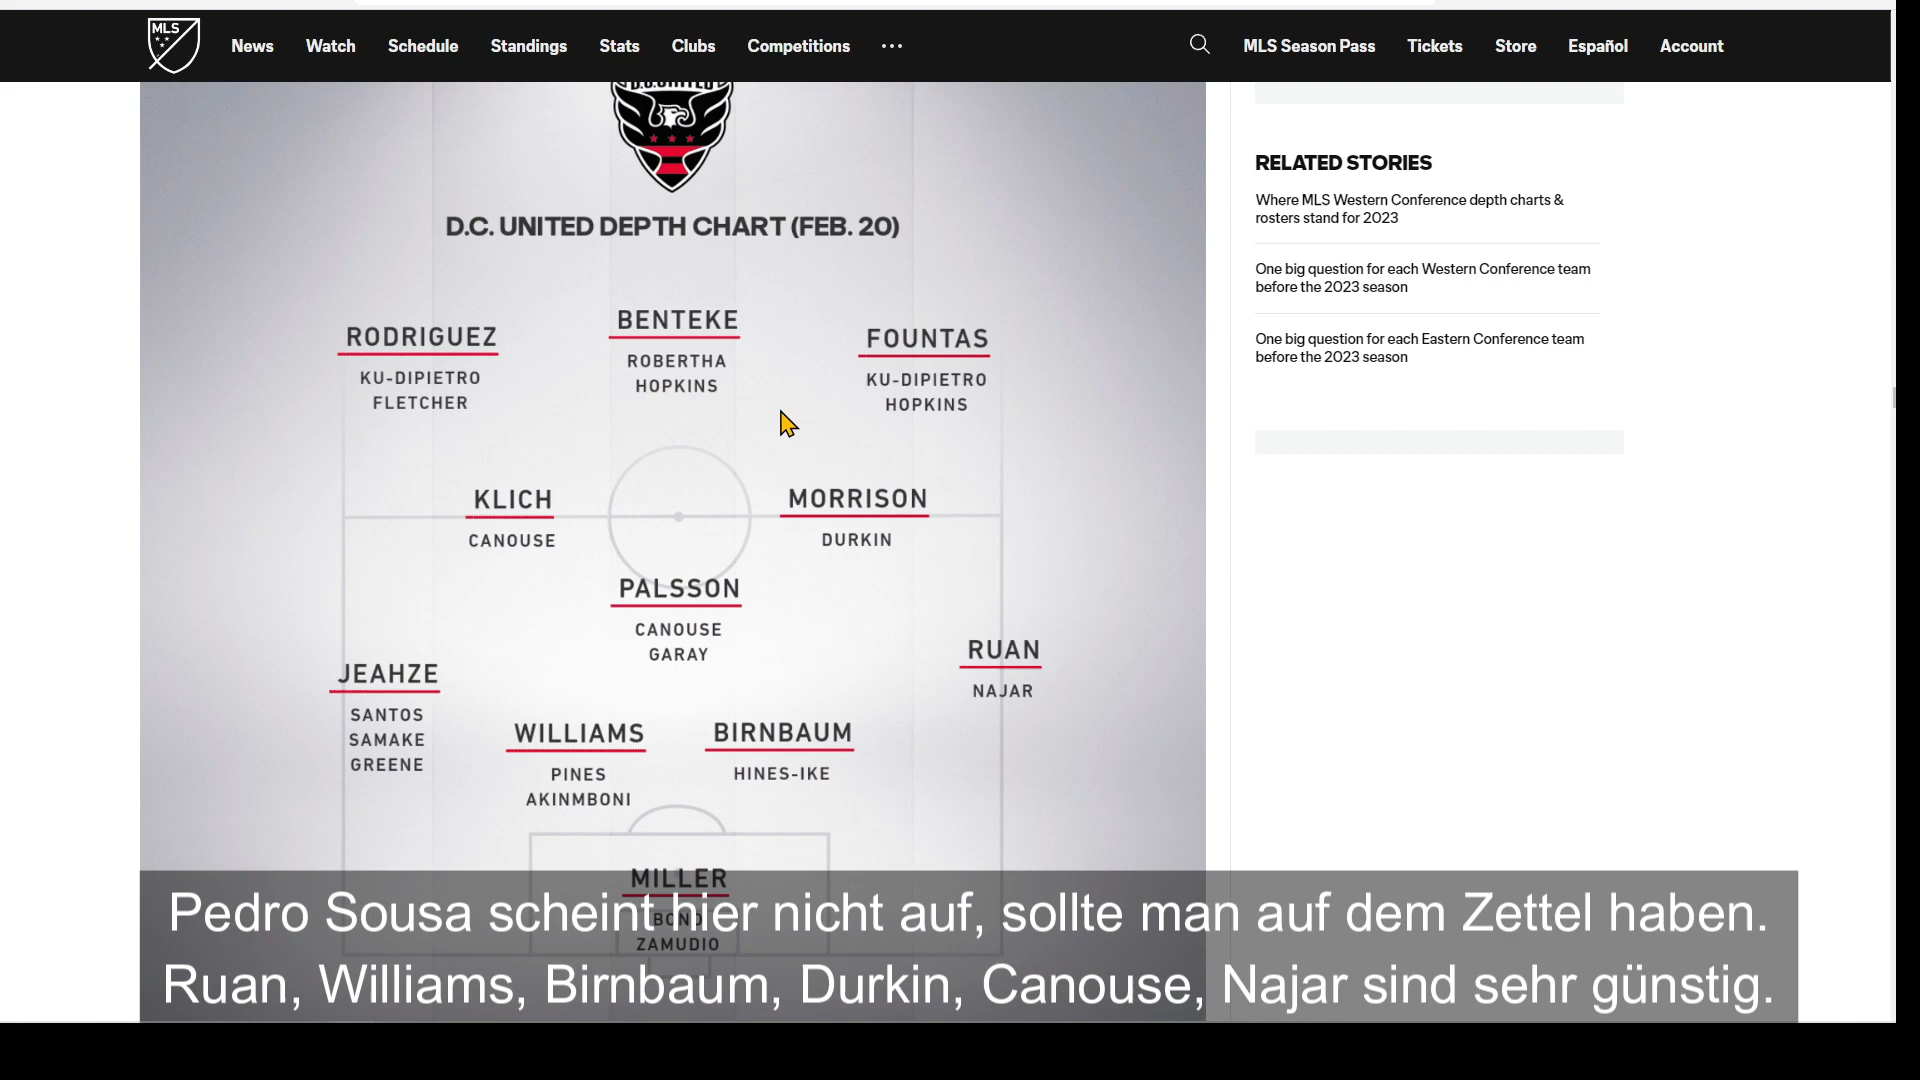 MLS
News Watch Schedule Standings Stats Clubs Competitions ...
MLS Season Pass Tickets Store Español Account
D.C. UNITED
D.C. UNITED DEPTH CHART (FEB. 20)
RODRIGUEZ
KU-DIPIETRO
FLETCHER
BENTEKE
ROBERTHA
HOPKINS
FOUNTAS
KU-DIPIETRO
HOPKINS
KLICH
CANOUSE
MORRISON
DURKIN
PALSSON
CANOUSE
GARAY
JEAHZE
SANTOS
SAMAKE
GREENE
WILLIAMS
PINES
AKINMBONI
BIRNBAUM
HINES-IKE
RUAN
NAJAR
MILLER
BONO
ZAMUDIO
RELATED STORIES
Where MLS Western Conference depth charts &
rosters stand for 2023
One big question for each Western Conference team
before the 2023 season
One big question for each Eastern Conference team
before the 2023 season
Pedro Sousa scheint hier nicht auf, sollte man auf dem Zettel haben.
Ruan, Williams, Birnbaum, Durkin, Canouse, Najar sind sehr günstig.